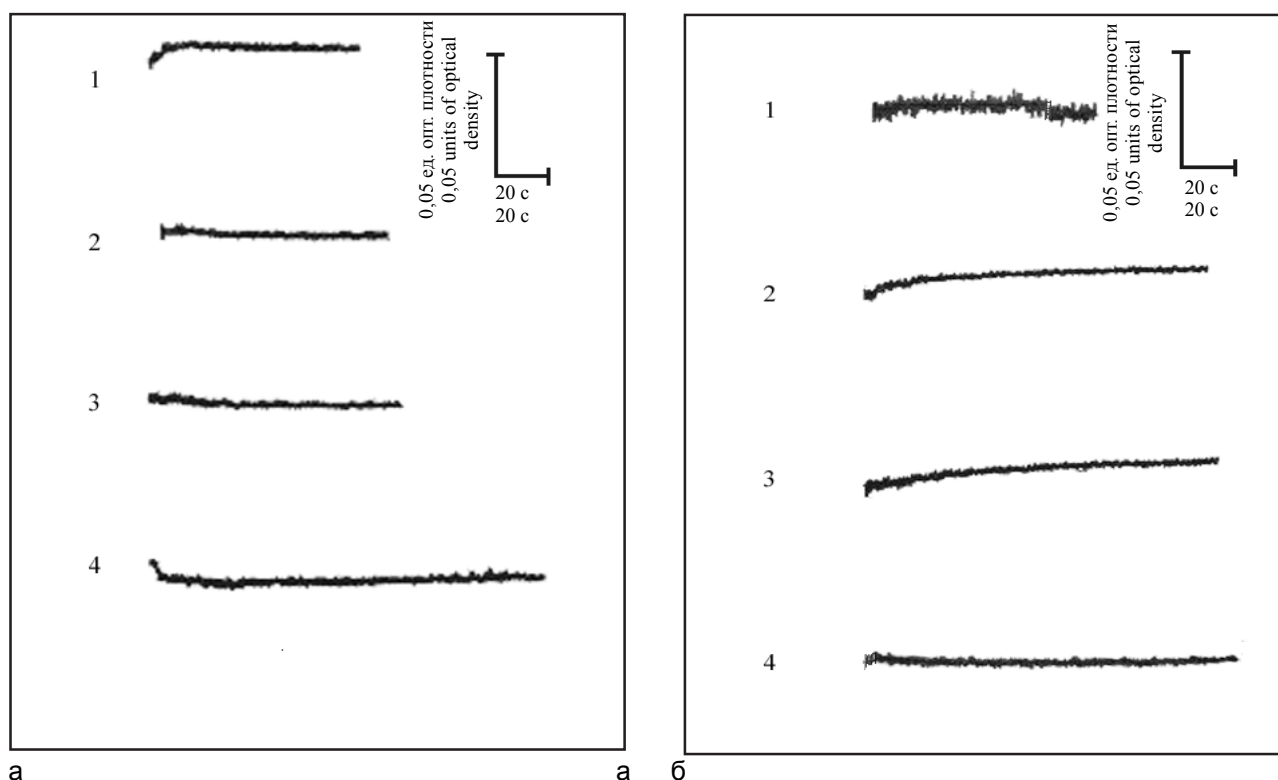 1
2
3
4
0,05 ед. опт. плотности
0,05 units of optical
density
20 с
20 с
1
2
3
4
0,05 ед. опт. плотности
0,05 units of optical
density
20 с
20 с
а
а
б